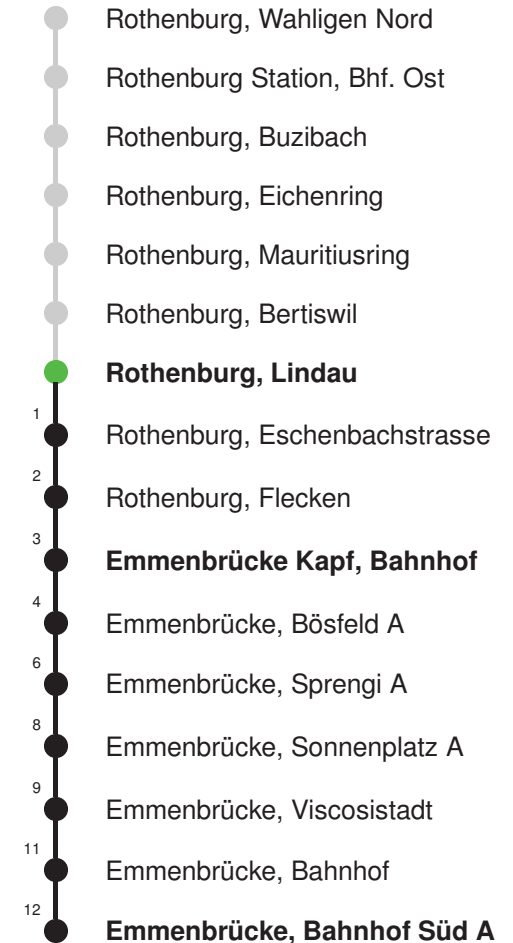 Rothenburg, Wahligen Nord
Rothenburg Station, Bhf. Ost
Rothenburg, Buzibach
Rothenburg, Eichenring
Rothenburg, Mauritiusring
Rothenburg, Bertiswil
Rothenburg, Lindau
1 Rothenburg, Eschenbachstrasse
2 Rothenburg, Flecken
3 Emmenbrücke Kapf, Bahnhof
4 Emmenbrücke, Bösfeld A
6 Emmenbrücke, Sprengi A
8 Emmenbrücke, Sonnenplatz A
9 Emmenbrücke, Viscosistadt
11 Emmenbrücke, Bahnhof
12 Emmenbrücke, Bahnhof Süd A